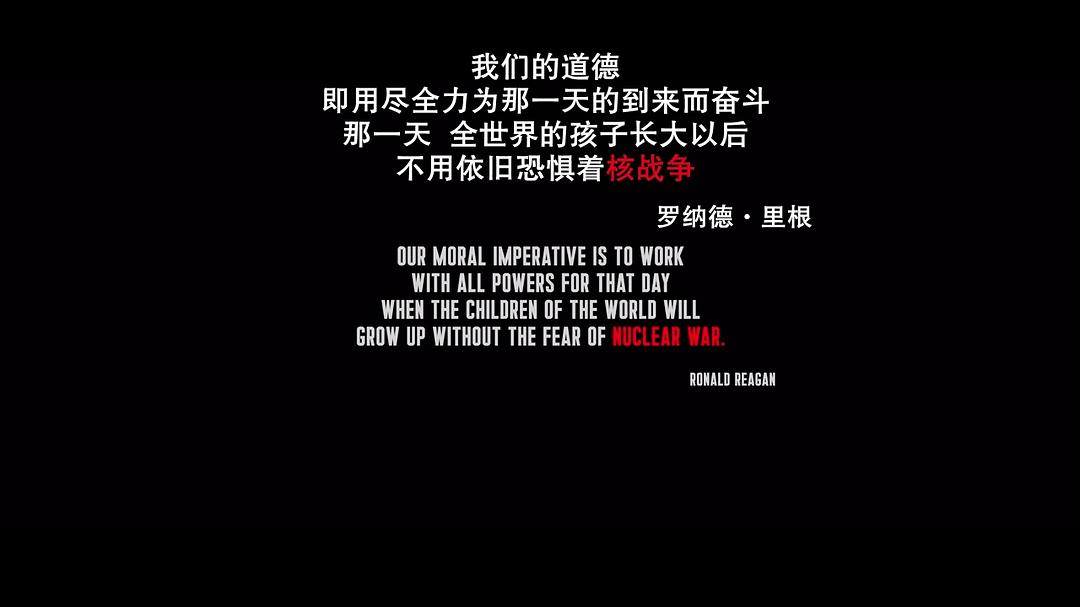 我们的道德
即用尽全力为那一天的到来而奋斗
那一天 全世界的孩子长大以后
不用依旧恐惧着核战争
罗纳德·里根
OUR MORAL IMPERATIVE IS TO WORK
WITH ALL POWERS FOR THAT DAY
WHEN THE CHILDREN OF THE WORLD WILL
GROW UP WITHOUT THE FEAR OF NUCLEAR WAR.
RONALD REAGAN